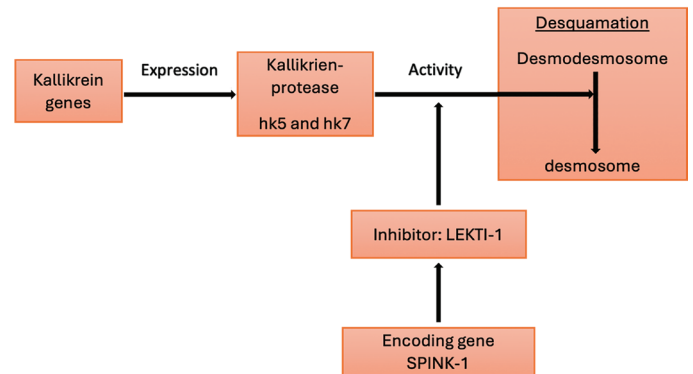 Kallikrein
genes
Expression
Kallikrien-
protease
hk5 and hk7
Activity
Desquamation
Desmodesmosome
desmosome
Inhibitor: LEKTI-1
Encoding gene
SPINK-1